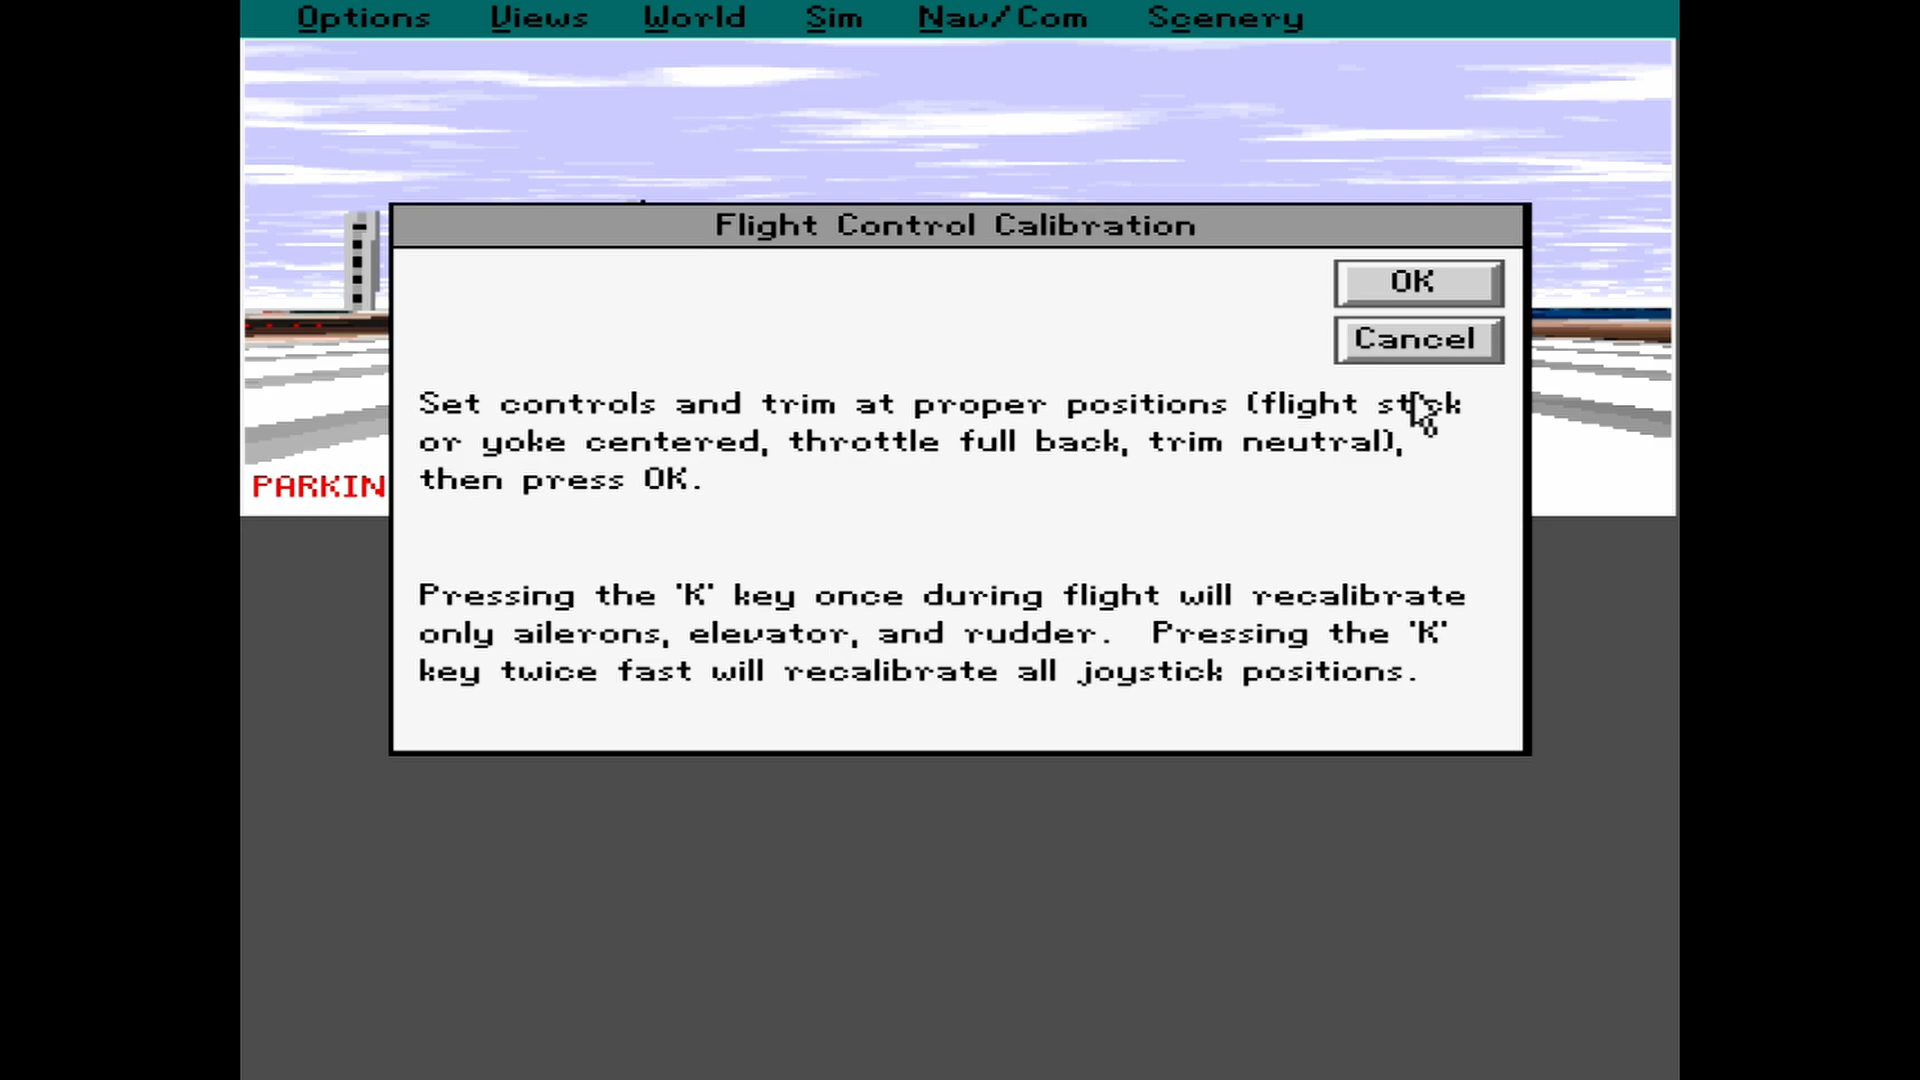 Options Views World Sim Nav/Com Scenery
Flight Control Calibration
OK
Cancel
Set controls and trim at proper positions (flight stick
or yoke centered, throttle full back, trim neutral),
then press OK.
PARKIN
Pressing the 'K' key once during flight will recalibrate
only ailerons, elevator, and rudder. Pressing the 'K'
key twice fast will recalibrate all joystick positions.